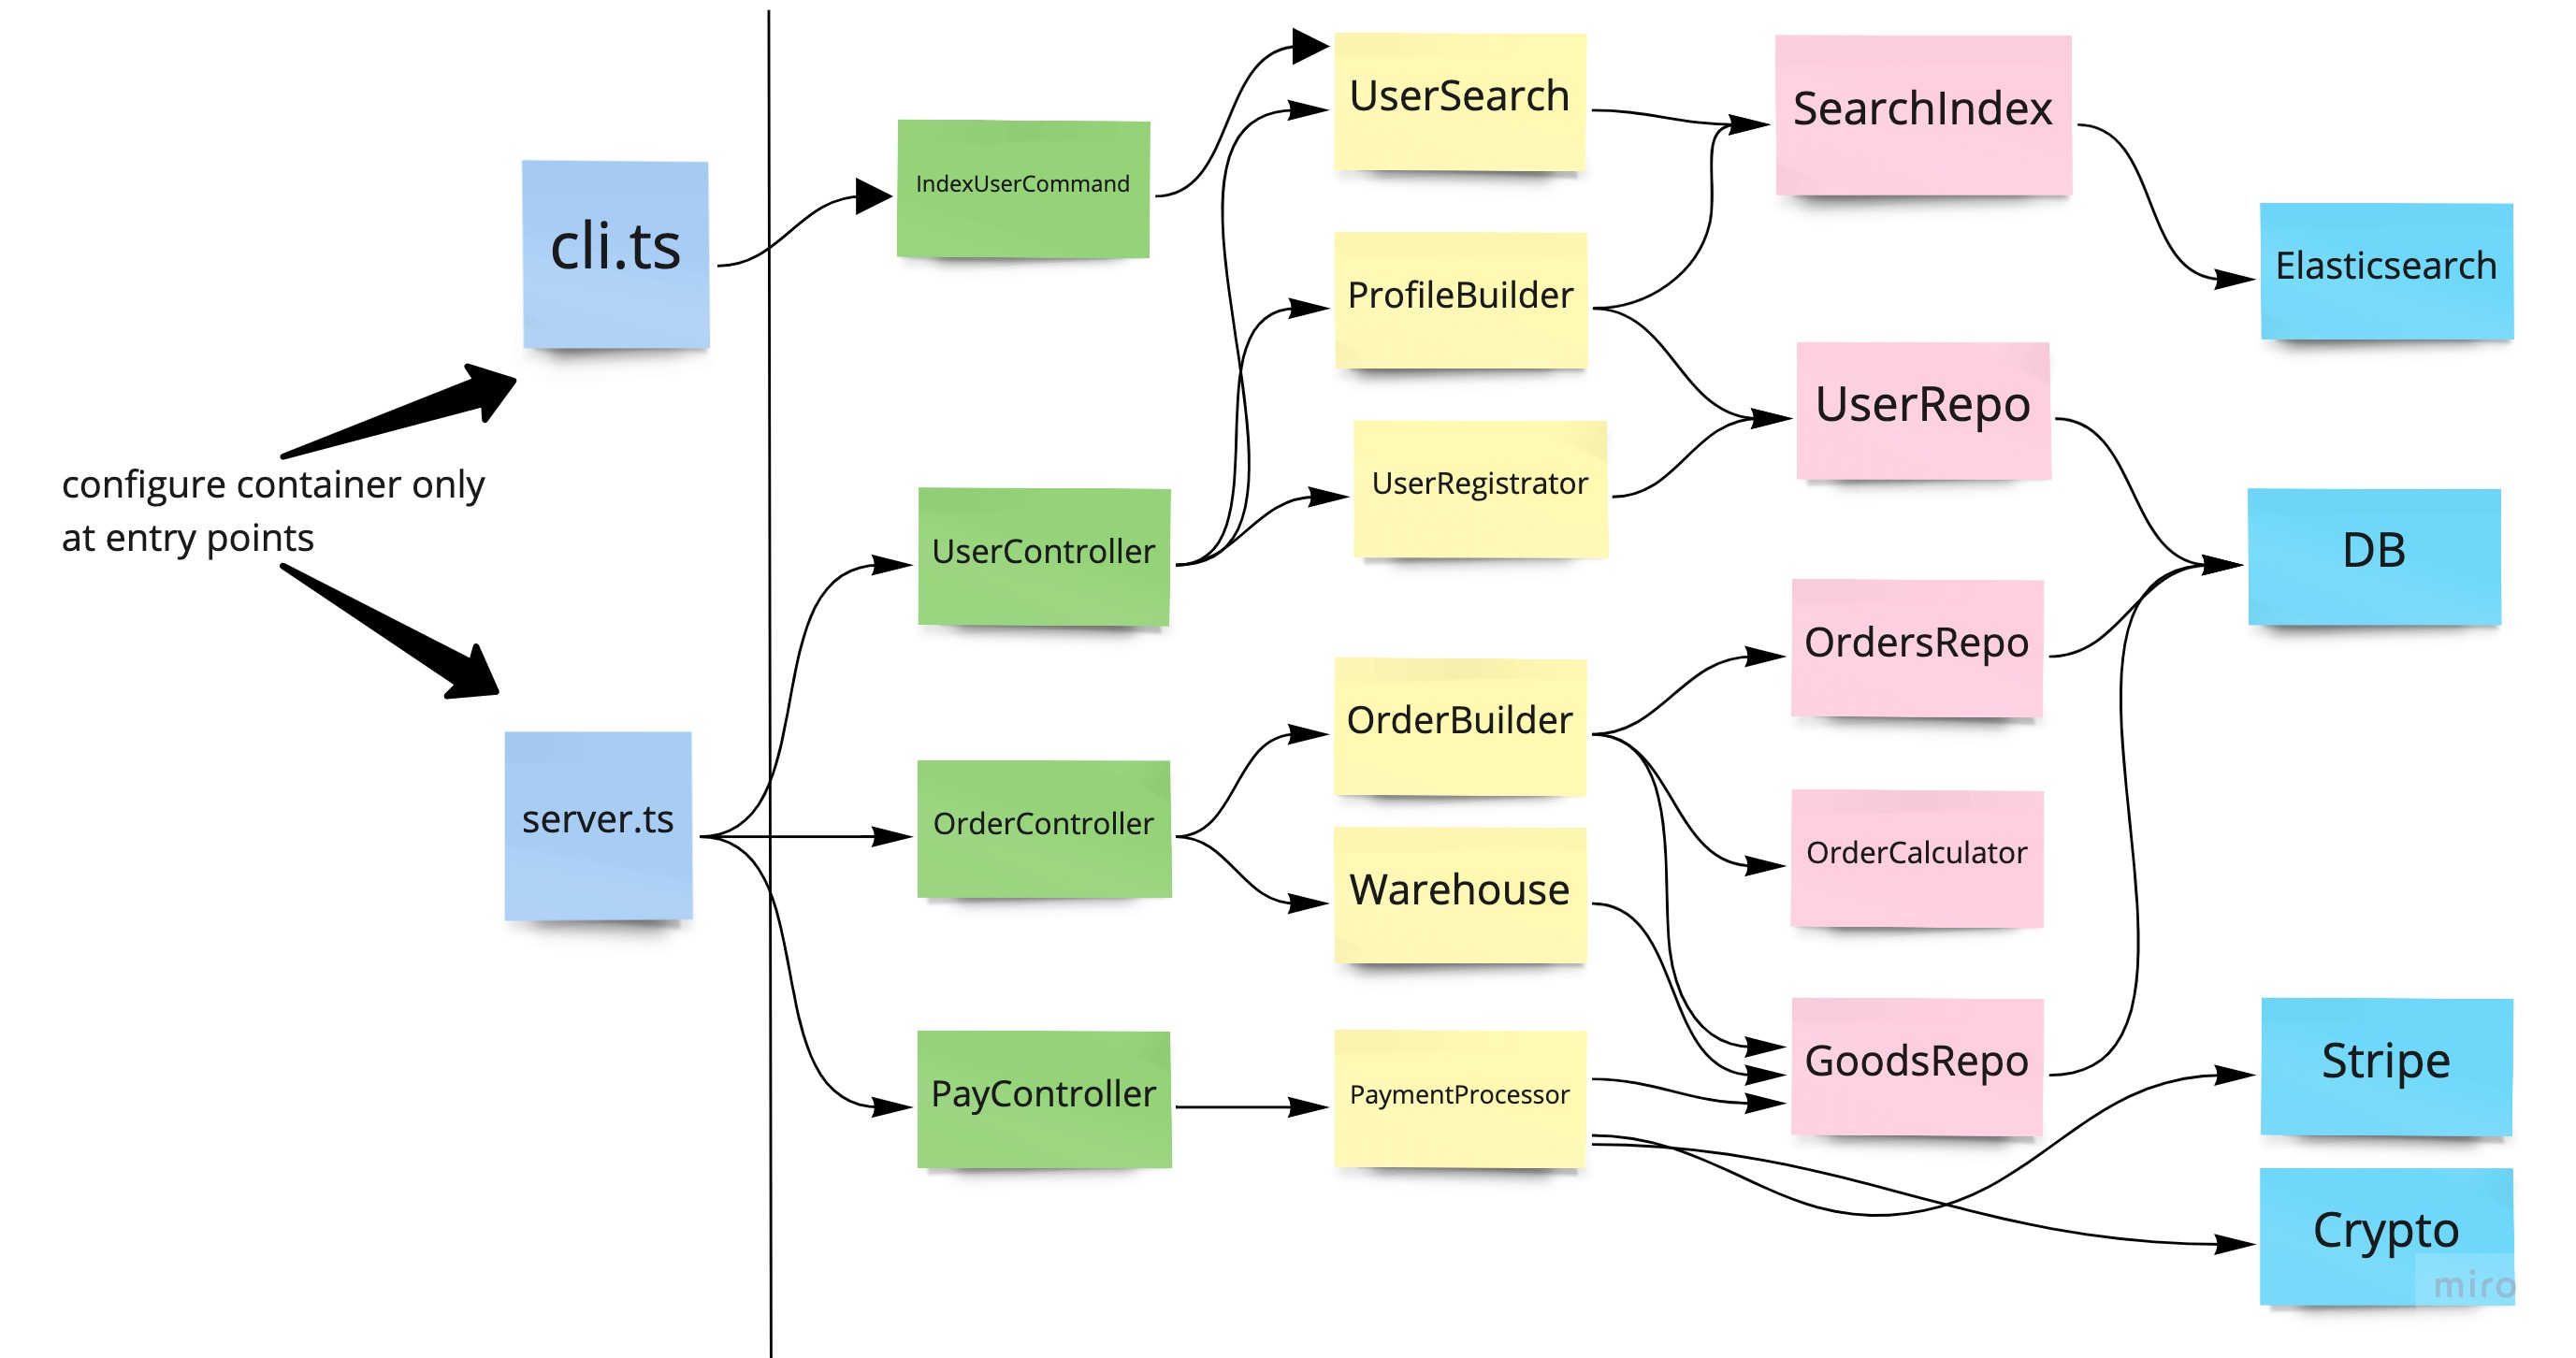 cli.ts
configure container only
at entry points
server.ts
IndexUserCommand
UserController
OrderController
PayController
UserSearch
ProfileBuilder
UserRegistrator
OrderBuilder
Warehouse
PaymentProcessor
SearchIndex
UserRepo
OrdersRepo
OrderCalculator
GoodsRepo
Elasticsearch
DB
Stripe
Crypto
miro